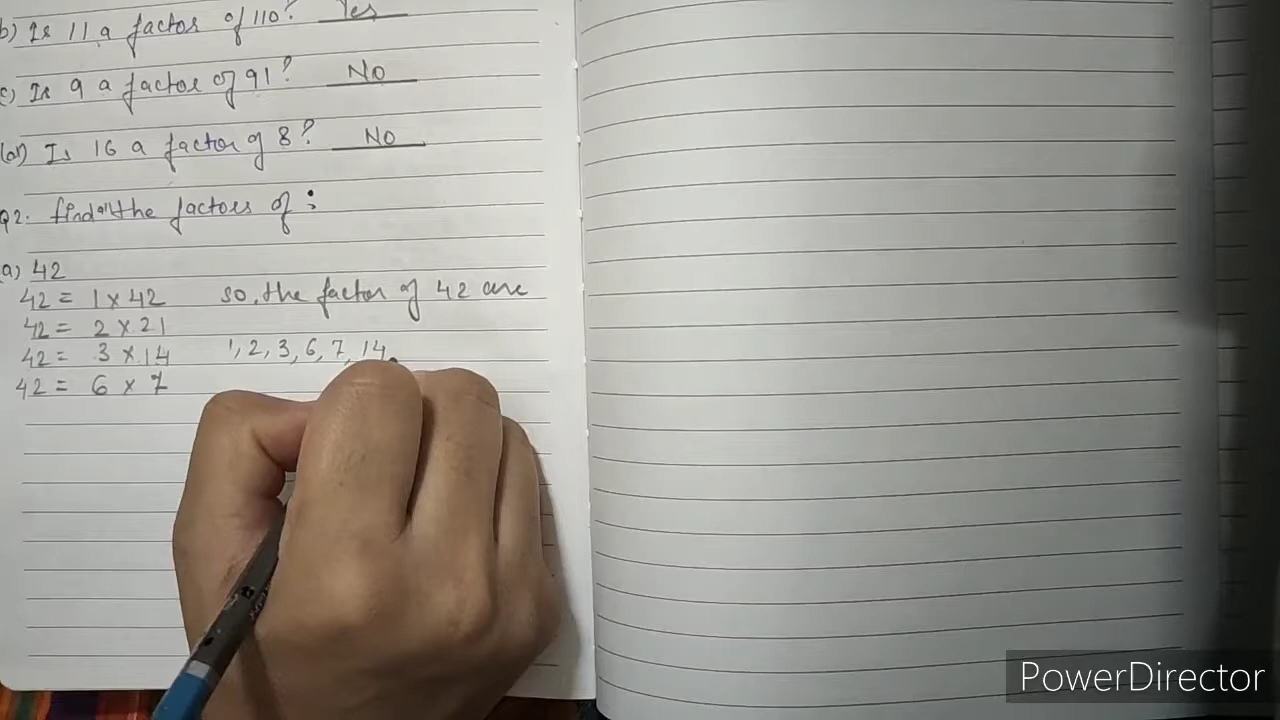 b) Is 11 a factor of 110? Yes
c) Is 9 a factor of 91? No
(d) Is 16 a factor of 8? No
Q2. find all the factors of :
(a) 42
42 = 1 x 42 so, the factor of 42 are
42 = 2 x 21
42 = 3 x 14 1, 2, 3, 6, 7, 14
42 = 6 x 7
PowerDirector